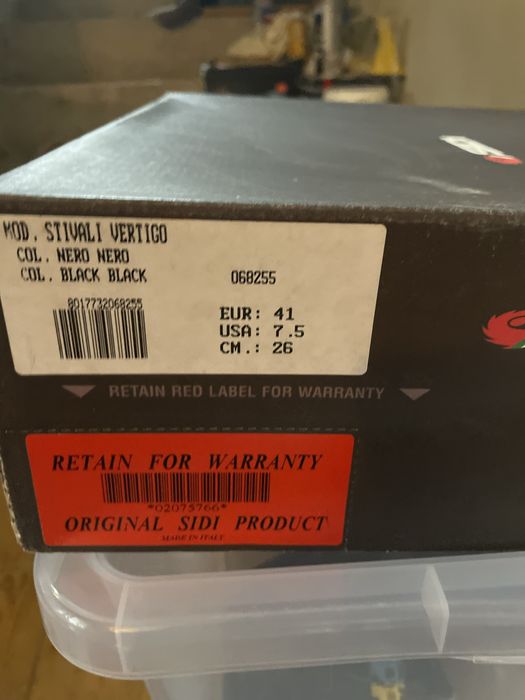 MOD. STIVALI VERTIGO
COL. NERO NERO
COL. BLACK BLACK
068255
8017732068255
EUR: 41
USA: 7.5
CM.: 26
RETAIN RED LABEL FOR WARRANTY
RETAIN FOR WARRANTY
*02075766*
ORIGINAL SIDI PRODUCT
MADE IN ITALY